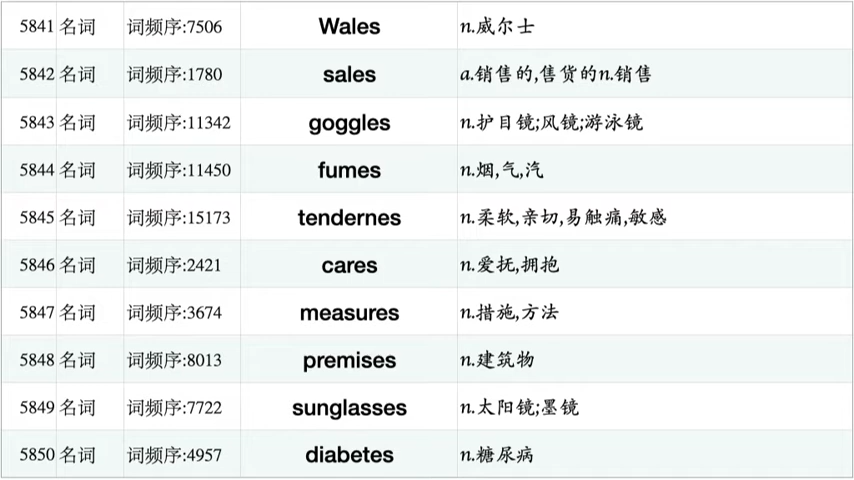 5841 名词 词频序:7506 Wales n.威尔士
5842 名词 词频序:1780 sales a.销售的,售货的n.销售
5843 名词 词频序:11342 goggles n.护目镜;风镜;游泳镜
5844 名词 词频序:11450 fumes n.烟,气,汽
5845 名词 词频序:15173 tendernes n.柔软,亲切,易触痛,敏感
5846 名词 词频序:2421 cares n.爱抚,拥抱
5847 名词 词频序:3674 measures n.措施,方法
5848 名词 词频序:8013 premises n.建筑物
5849 名词 词频序:7722 sunglasses n.太阳镜;墨镜
5850 名词 词频序:4957 diabetes n.糖尿病